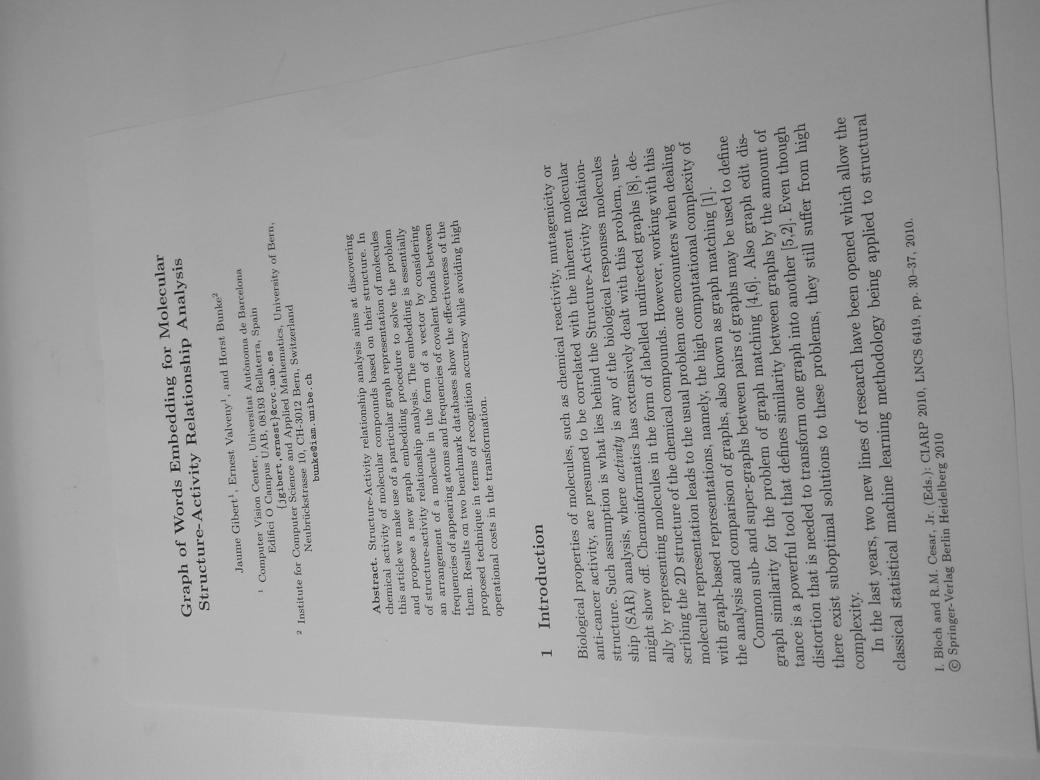 Graph of Words Embedding for Molecular
Structure-Activity Relationship Analysis
Jaume Gibert¹, Ernest Valveny¹, and Horst Bunke²
¹ Computer Vision Center, Universitat Autònoma de Barcelona
Edifici O Campus UAB, 08193 Bellaterra, Spain
{jgibert,ernest}@cvc.uab.es
² Institute for Computer Science and Applied Mathematics, University of Bern,
Neubrückstrasse 10, CH-3012 Bern, Switzerland
bunke@iam.unibe.ch
Abstract. Structure-Activity relationship analysis aims at discovering
chemical activity of molecular compounds based on their structure. In
this article we make use of a particular graph representation of molecules
and propose a new graph embedding procedure to solve the problem
of structure-activity relationship analysis. The embedding is essentially
an arrangement of a molecule in the form of a vector by considering
frequencies of appearing atoms and frequencies of covalent bonds between
them. Results on two benchmark databases show the effectiveness of the
proposed technique in terms of recognition accuracy while avoiding high
operational costs in the transformation.
1 Introduction
Biological properties of molecules, such as chemical reactivity, mutagenicity or
anti-cancer activity, are presumed to be correlated with the inherent molecular
structure. Such assumption is what lies behind the Structure-Activity Relation-
ship (SAR) analysis, where activity is any of the biological responses molecules
might show off. Chemoinformatics has extensively dealt with this problem, usu-
ally by representing molecules in the form of labelled undirected graphs [8], de-
scribing the 2D structure of the chemical compounds. However, working with this
molecular representation leads to the usual problem one encounters when dealing
with graph-based representations, namely, the high computational complexity of
the analysis and comparison of graphs, also known as graph matching [1].
Common sub- and super-graphs between pairs of graphs may be used to define
graph similarity for the problem of graph matching [4,6]. Also graph edit dis-
tance is a powerful tool that defines similarity between graphs by the amount of
distortion that is needed to transform one graph into another [5,2]. Even though
there exist suboptimal solutions to these problems, they still suffer from high
complexity.
In the last years, two new lines of research have been opened which allow the
classical statistical machine learning methodology being applied to structural
I. Bloch and R.M. Cesar, Jr. (Eds.): CIARP 2010, LNCS 6419, pp. 30–37, 2010.
© Springer-Verlag Berlin Heidelberg 2010